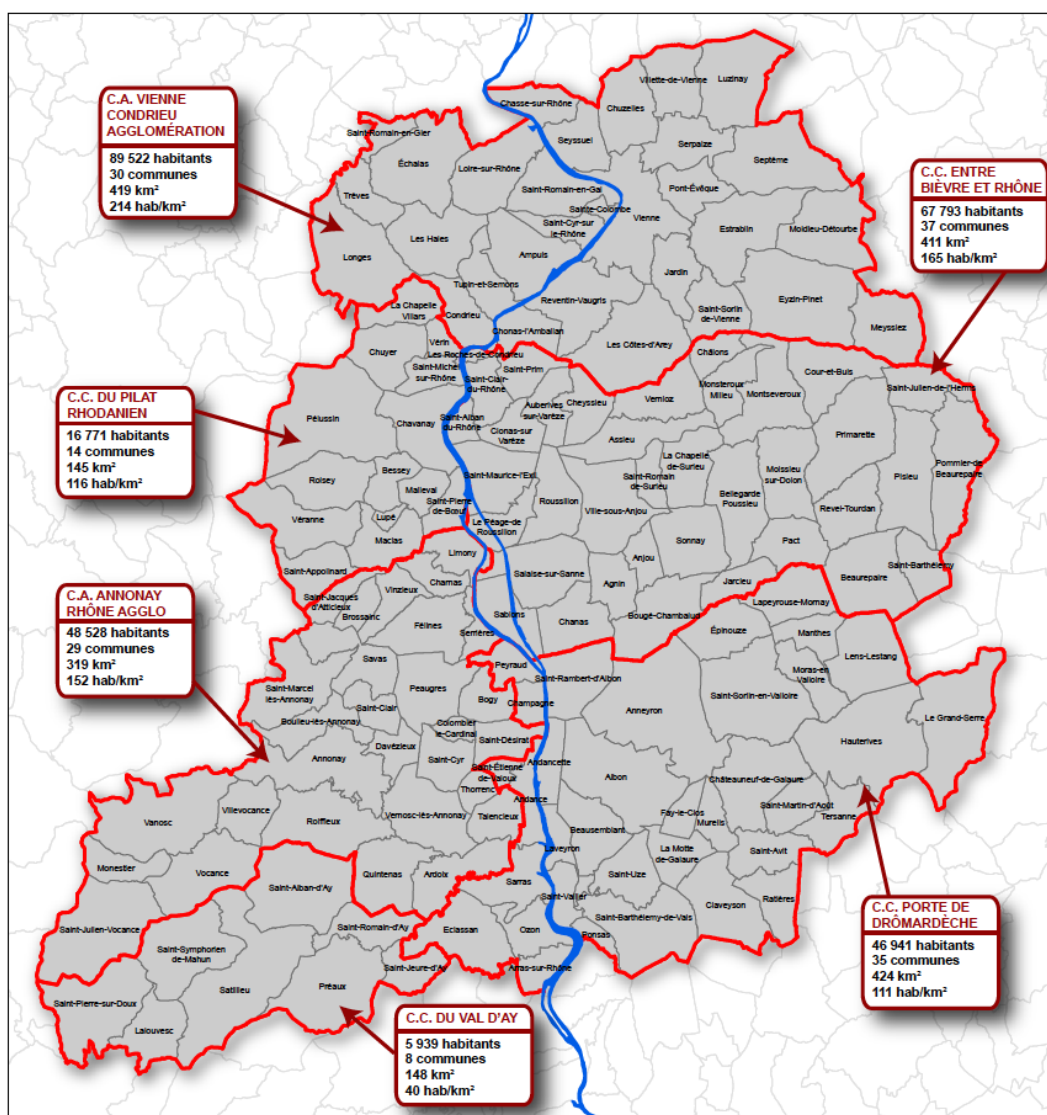 C.A. VIENNE
CONDRIEU
AGGLOMÉRATION
89 522 habitants
30 communes
419 km²
214 hab/km²
C.C. ENTRE
BIÈVRE ET RHÔNE
67 793 habitants
37 communes
411 km²
165 hab/km²
C.C. DU PILAT
RHODANIEN
16 771 habitants
14 communes
145 km²
116 hab/km²
C.A. ANNONAY
RHÔNE AGGLO
48 528 habitants
29 communes
319 km²
152 hab/km²
C.C. PORTE DE
DRÔMARDÈCHE
46 941 habitants
35 communes
424 km²
111 hab/km²
C.C. DU VAL D'AY
5 939 habitants
8 communes
148 km²
40 hab/km²
Villette-de-Vienne
Luzinay
Chasse-sur-Rhône
Chuzelles
Saint-Romain-en-Gier
Seyssuel
Serpaize
Échalas
Loire-sur-Rhône
Septème
Trèves
Saint-Romain-en-Gal
Pont-Évêque
Sainte-Colombe
Vienne
Saint-Cyr-sur
le-Rhône
Estrablin
Moidieu-Détourbe
Les Haies
Longes
Ampuis
Jardin
Tupin-et-Semons
Reventin-Vaugris
Eyzin-Pinet
La Chapelle
Villars
Condrieu
Saint-Sorlin
de-Vienne
Meyssiez
Chonas-l'Amballan
Les Côtes-d'Arey
Vérin
Chuyer
Les Roches-de-Condrieu
Châlons
Saint-Michel
sur-Rhône
Saint-Prim
Cour-et-Buis
Saint-Clair-
du-Rhône
Monsteroux
Milieu
Saint-Julien-de-l'Herms
Vernioz
Montseveroux
Auberives
sur-Varèze
Cheyssieu
Pélussin
Chavanay
Saint-Alban
du-Rhône
Clonas-sur
Varèze
Primarette
Assieu
La Chapelle
de-Surieu
Bessey
Roisey
Saint-Maurice-l'Exil
Saint-Romain
de-Surieu
Moissieu
sur-Dolon
Pisieu
Pommier-de
Beaurepaire
Malleval
Saint-Pierre
de-Bœuf
Roussillon
Bellegarde
Poussieu
Véranne
Lupé
Ville-sous-Anjou
Revel-Tourdan
Le Péage-de
Roussillon
Maclas
Sonnay
Pact
Limony
Anjou
Saint-Appolinard
Charnas
Salaise-sur-Sanne
Agnin
Jarcieu
Beaurepaire
Saint-Barthélemy
Saint-Jacques
d'Atticieux
Vinzieux
Brossainc
Sablons
Chanas
Bougé-Chambalud
Lapeyrouse-Mornay
Félines
Serrières
Épinouze
Manthes
Savas
Peyraud
Lens-Lestang
Saint-Rambert-d'Albon
Moras-en
Valloire
Saint-Marcel
lès-Annonay
Peaugres
Bogy
Champagne
Saint-Sorlin-en-Valloire
Saint-Clair
Anneyron
Le Grand-Serre
Boulieu-lès-Annonay
Colombier
le-Cardinal
Davézieux
Saint-Désirat
Hauterives
Annonay
Saint-Cyr
Andancette
Saint-Étienne
de-Valoux
Albon
Châteauneuf-de-Galaure
Thorrenc
Villevocance
Andance
Saint-Martin-d'Août
Tersanne
Vanosc
Roiffieux
Vernosc-lès-Annonay
Talencieux
Fay-le-Clos
Mureils
Beausemblant
Laveyron
La Motte
de-Galaure
Saint-Avit
Monestier
Vocance
Quintenas
Ardoix
Saint-Uze
Sarras
Saint-Alban-d'Ay
Saint-Vallier
Claveyson
Ratières
Saint-Barthélemy-de-Vals
Saint-Julien-Vocance
Saint-Romain-d'Ay
Eclassan
Ozon
Ponsas
Saint-Symphorien
de-Mahun
Saint-Jeure-d'Ay
Arras-sur-Rhône
Satillieu
Préaux
Saint-Pierre-sur-Doux
Lalouvesc